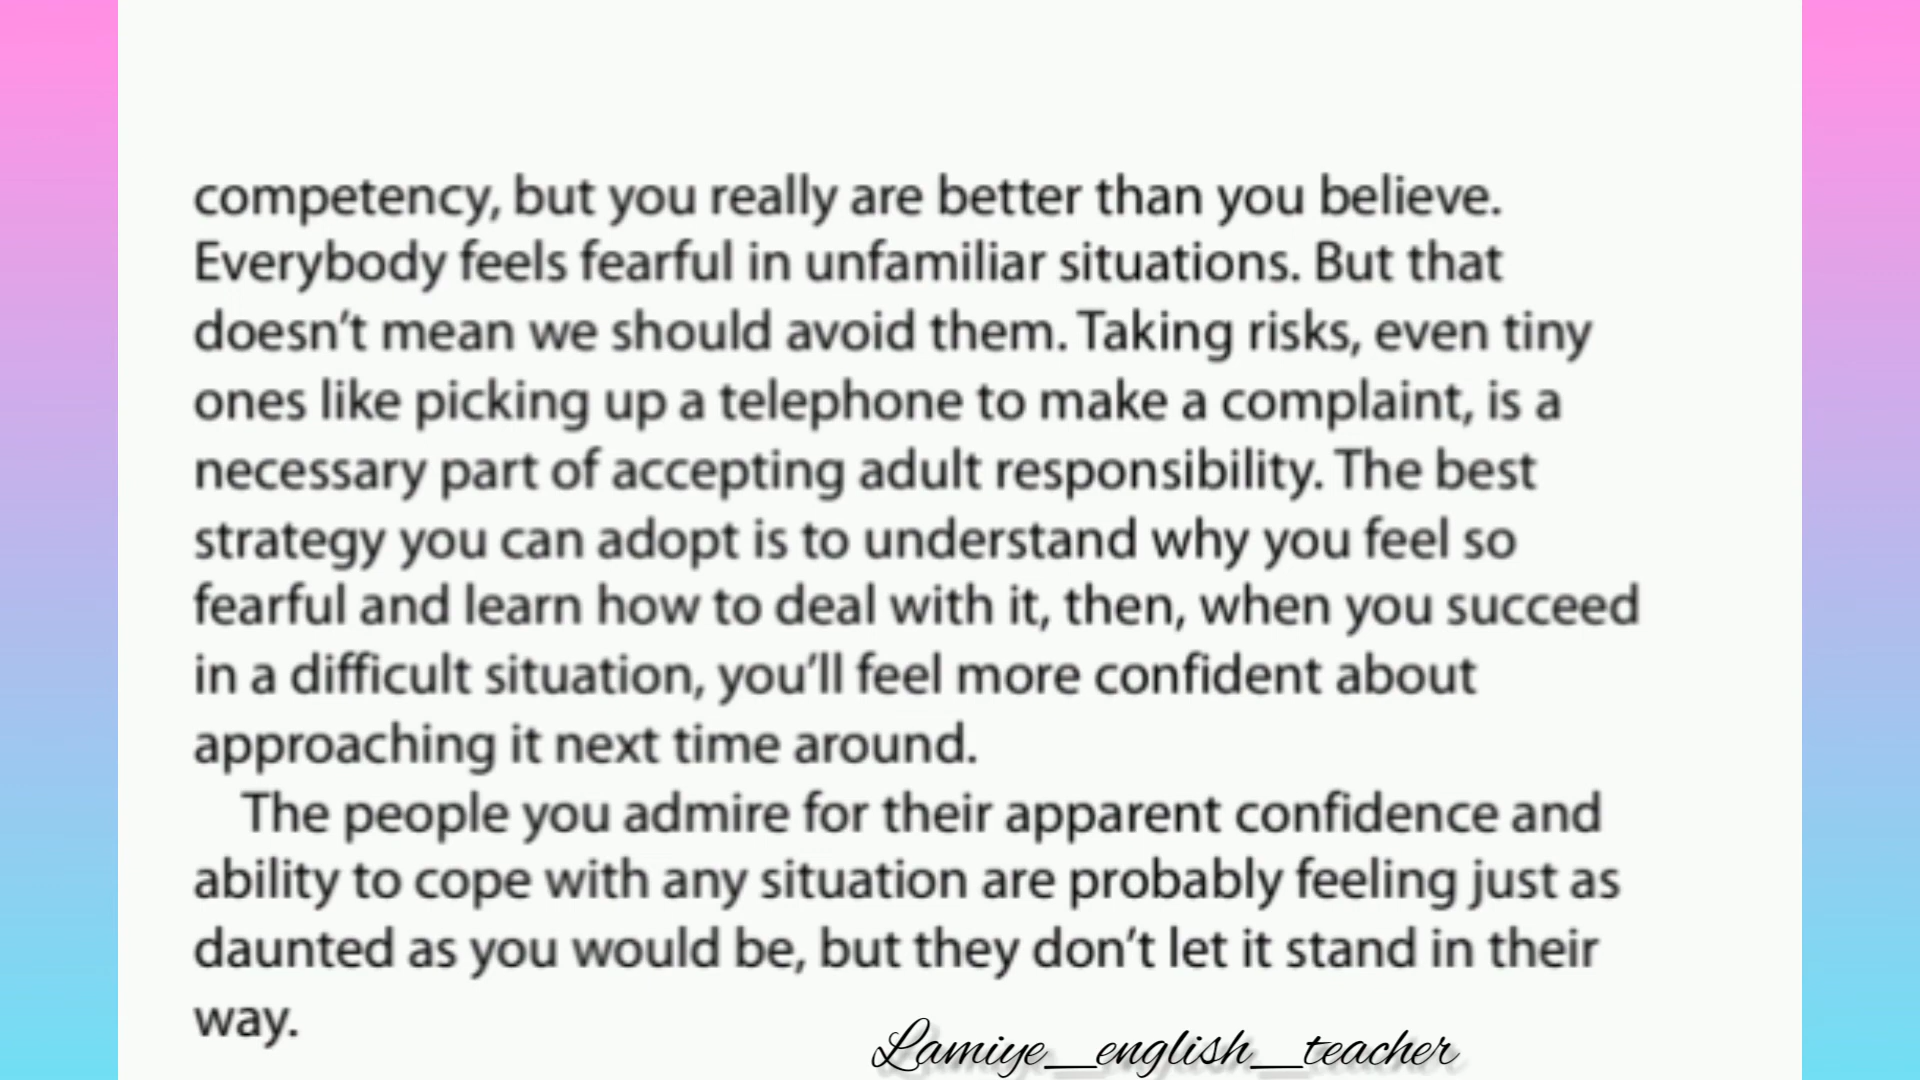 competency, but you really are better than you believe.
Everybody feels fearful in unfamiliar situations. But that
doesn't mean we should avoid them. Taking risks, even tiny
ones like picking up a telephone to make a complaint, is a
necessary part of accepting adult responsibility. The best
strategy you can adopt is to understand why you feel so
fearful and learn how to deal with it, then, when you succeed
in a difficult situation, you'll feel more confident about
approaching it next time around.
The people you admire for their apparent confidence and
ability to cope with any situation are probably feeling just as
daunted as you would be, but they don't let it stand in their
way.
Lamiye__english__teacher